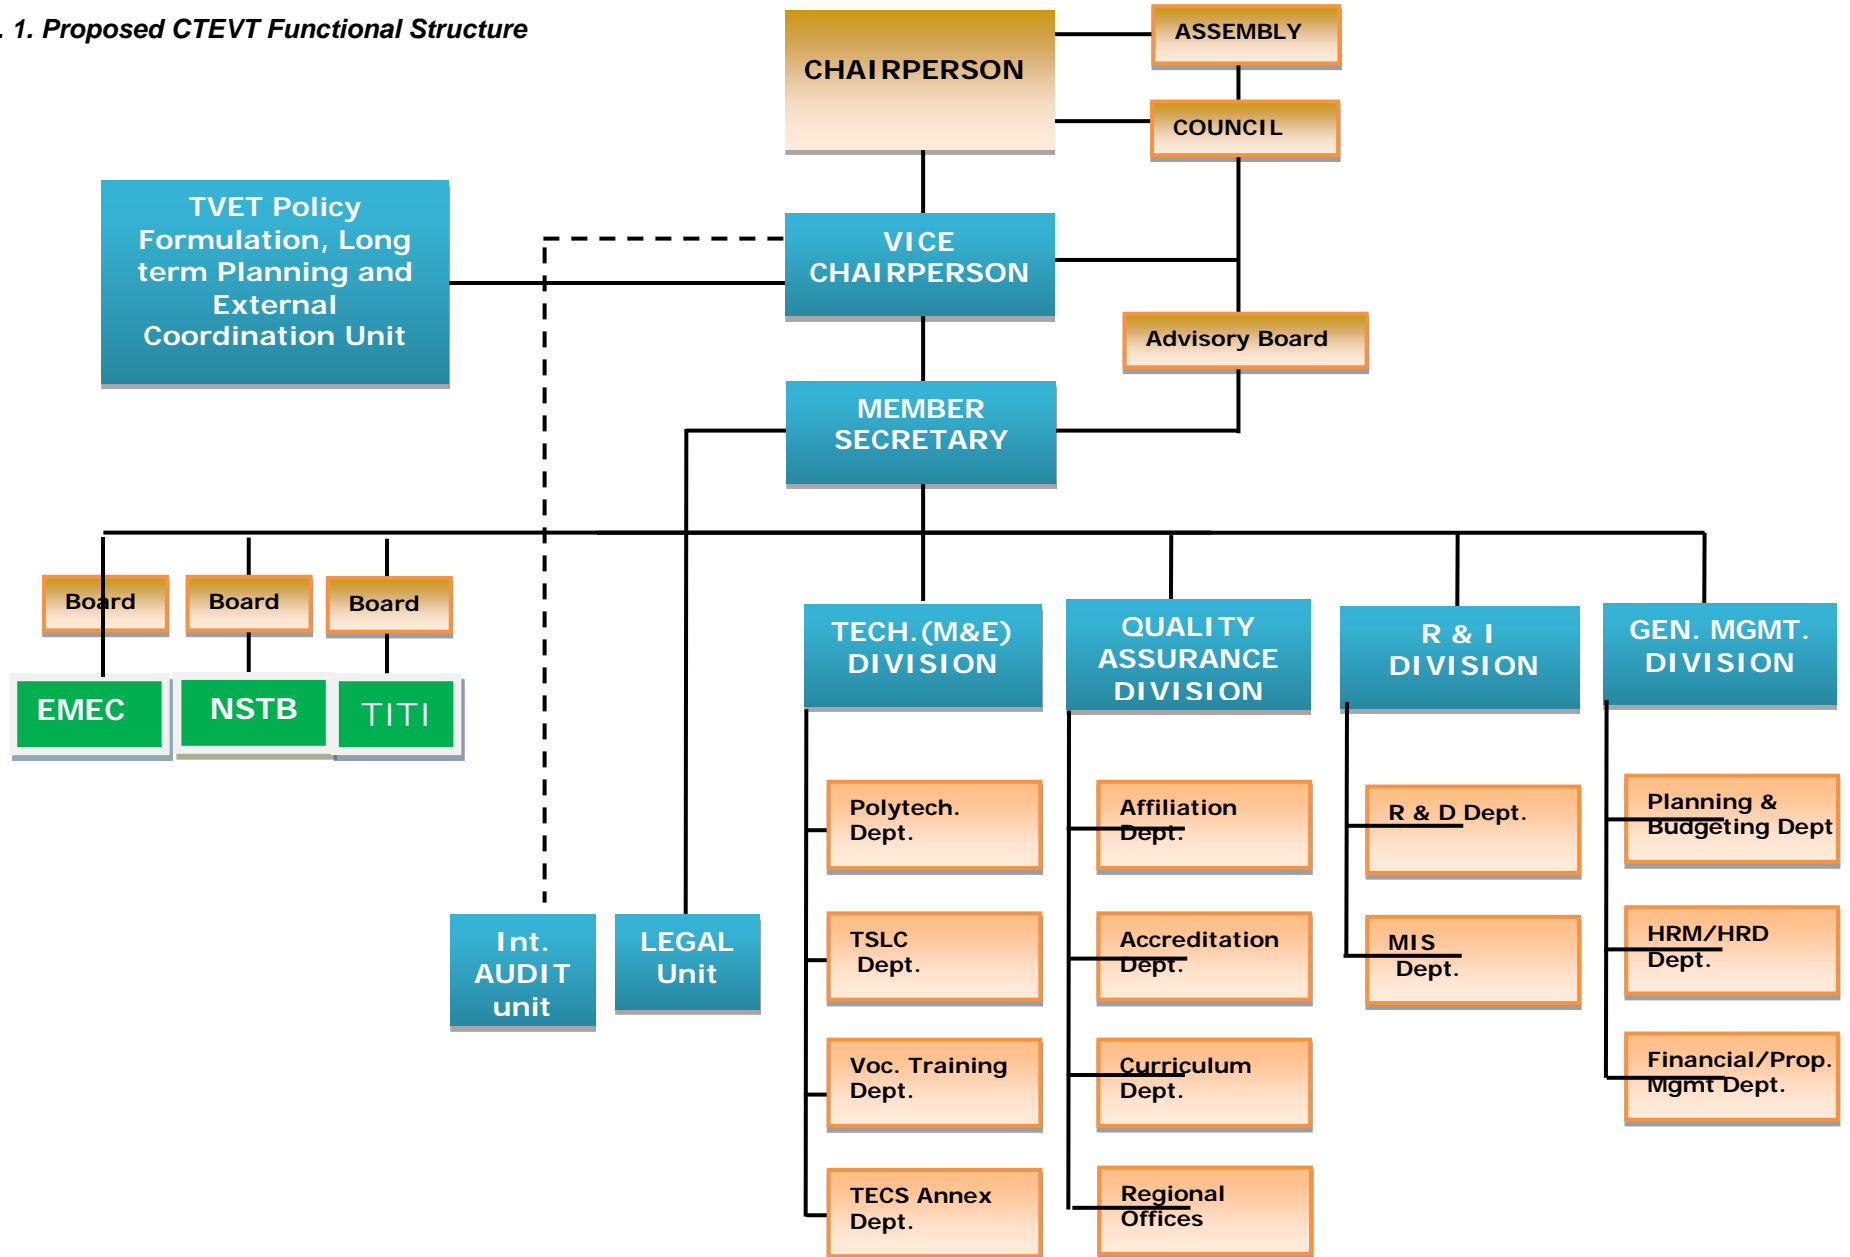 . 1. Proposed CTEVT Functional Structure
CHAIRPERSON
ASSEMBLY
COUNCIL
TVET Policy
Formulation, Long
term Planning and
External
Coordination Unit
VICE
CHAIRPERSON
Advisory Board
MEMBER
SECRETARY
Board
Board
Board
EMEC
NSTB
TITI
TECH.(M&E)
DIVISION
QUALITY
ASSURANCE
DIVISION
R & I
DIVISION
GEN. MGMT.
DIVISION
Int.
AUDIT
unit
LEGAL
Unit
Polytech.
Dept.
TSLC
Dept.
Voc. Training
Dept.
TECS Annex
Dept.
Affiliation
Dept.
Accreditation
Dept.
Curriculum
Dept.
Regional
Offices
R & D Dept.
MIS
Dept.
Planning &
Budgeting Dept
HRM/HRD
Dept.
Financial/Prop.
Mgmt Dept.